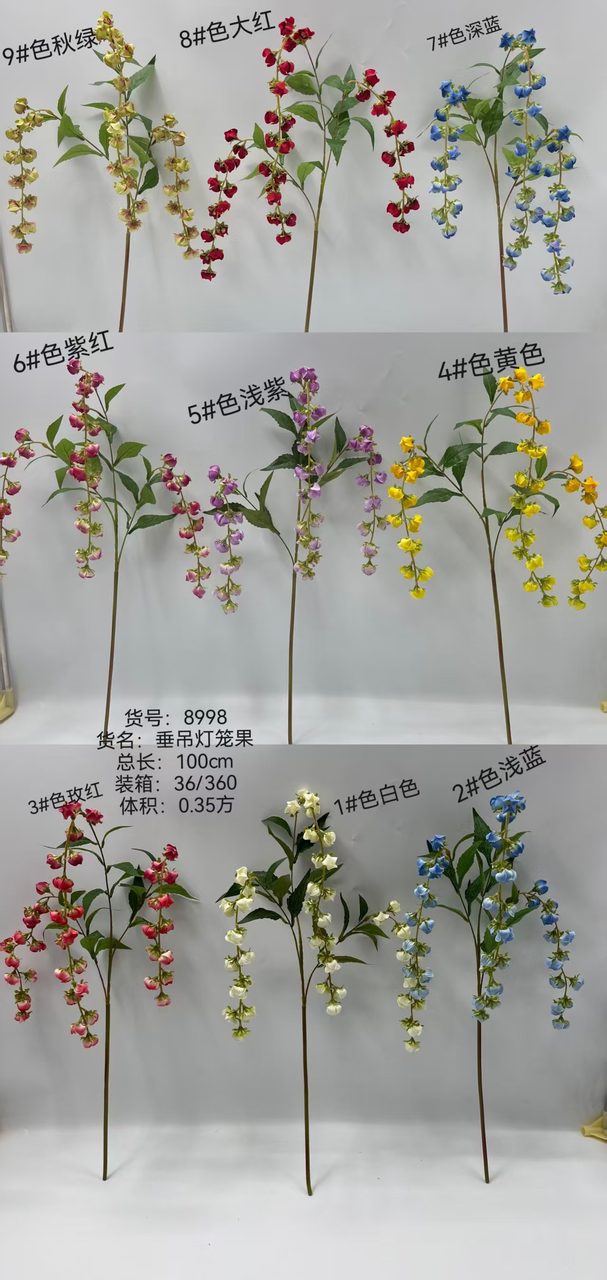 9#色秋绿
8#色大红
7#色深蓝
6#色紫红
5#色浅紫
4#色黄色
货号：8998
货名：垂吊灯笼果
总长：100cm
装箱：36/360
体积：0.35方
3#色玫红
1#色白色
2#色浅蓝